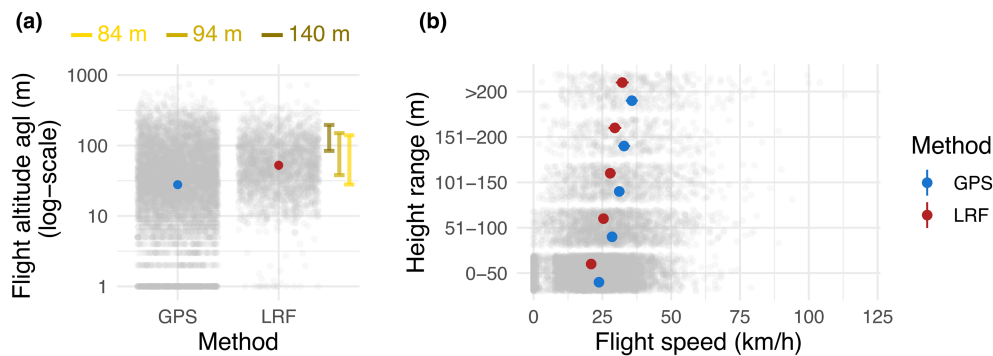 (a)
84 m
94 m
140 m
Flight altitude agl (m)
(log−scale)
1000
100
10
1
GPS
LRF
Method
(b)
Height range (m)
>200
151−200
101−150
51−100
0−50
0
25
50
75
100
125
Flight speed (km/h)
Method
GPS
LRF